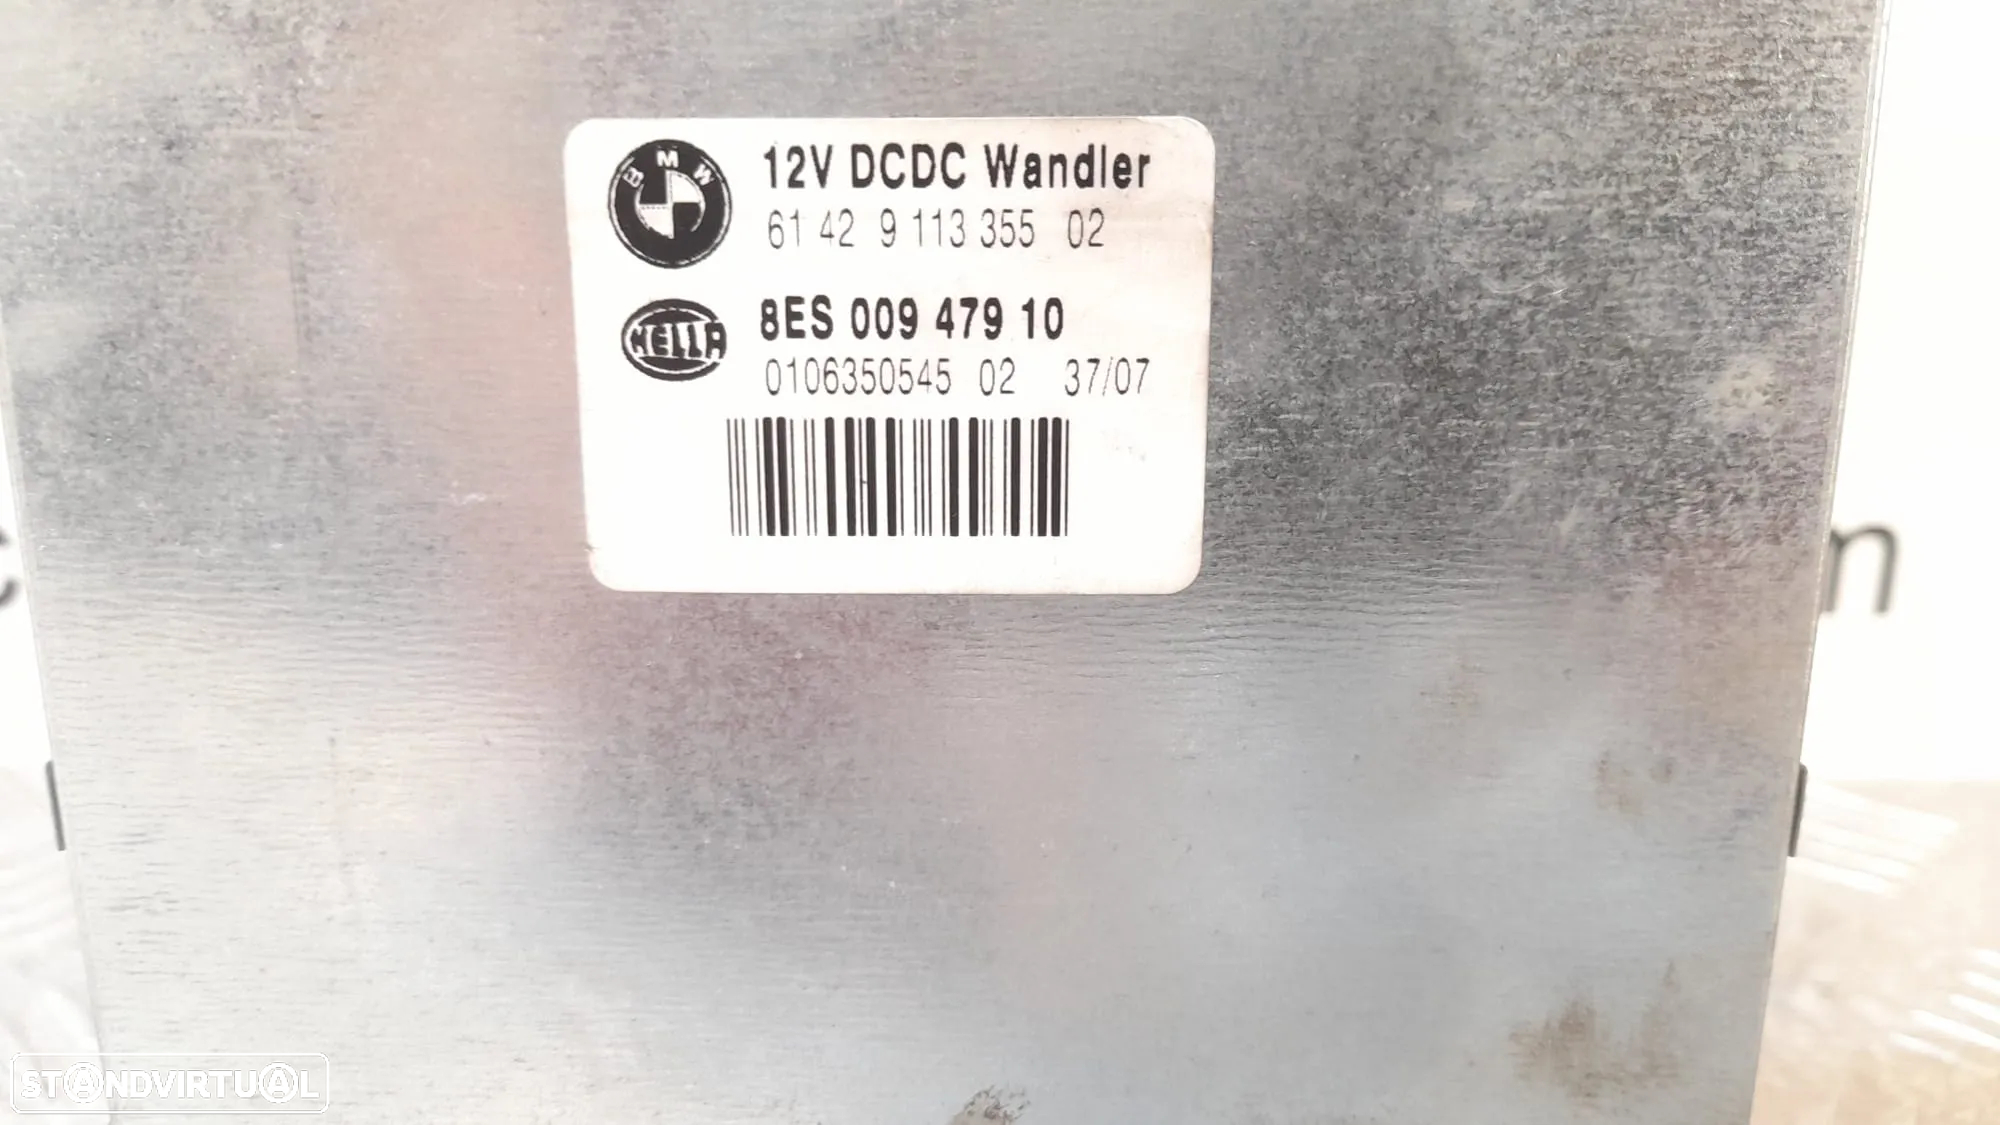 BMW
12V DCDC Wandler
61 42 9 113 355 02
HELLA
8ES 009 479 10
0106350545 02 37/07
STANDVIRTUAL